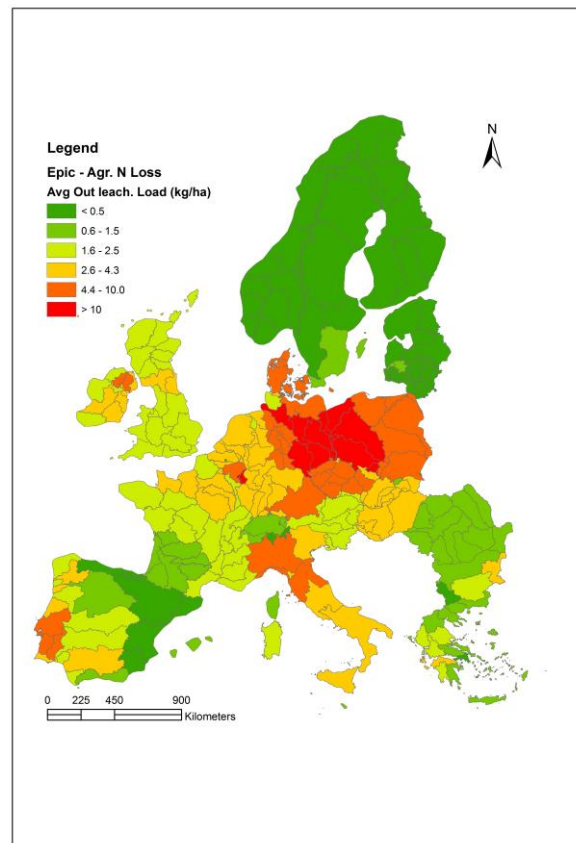 N
Legend
Epic - Agr. N Loss
Avg Out leach. Load (kg/ha)
< 0.5
0.6 - 1.5
1.6 - 2.5
2.6 - 4.3
4.4 - 10.0
> 10
0 225 450 900
Kilometers